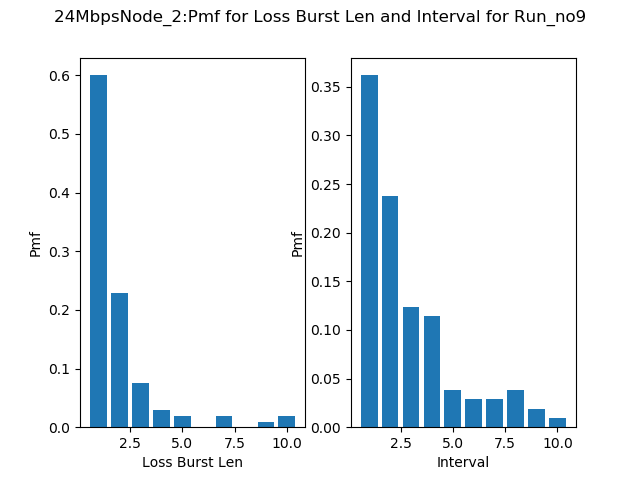 24MbpsNode_2:Pmf for Loss Burst Len and Interval for Run_no9
0.6
0.5
0.4
0.3
0.2
0.1
0.0
Pmf
2.5 5.0 7.5 10.0
Loss Burst Len
0.35
0.30
0.25
0.20
0.15
0.10
0.05
0.00
Pmf
2.5 5.0 7.5 10.0
Interval